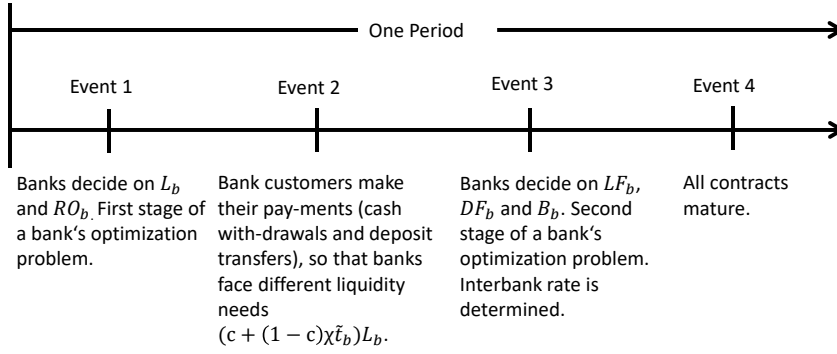 One Period
Event 1
Event 2
Event 3
Event 4
Banks decide on L_b
and RO_b. First stage of
a bank‘s optimization
problem.
Bank customers make
their pay-ments (cash
with-drawals and deposit
transfers), so that banks
face different liquidity
needs
(c + (1 − c)χt̃_b)L_b.
Banks decide on LF_b,
DF_b and B_b. Second
stage of a bank‘s
optimization problem.
Interbank rate is
determined.
All contracts
mature.